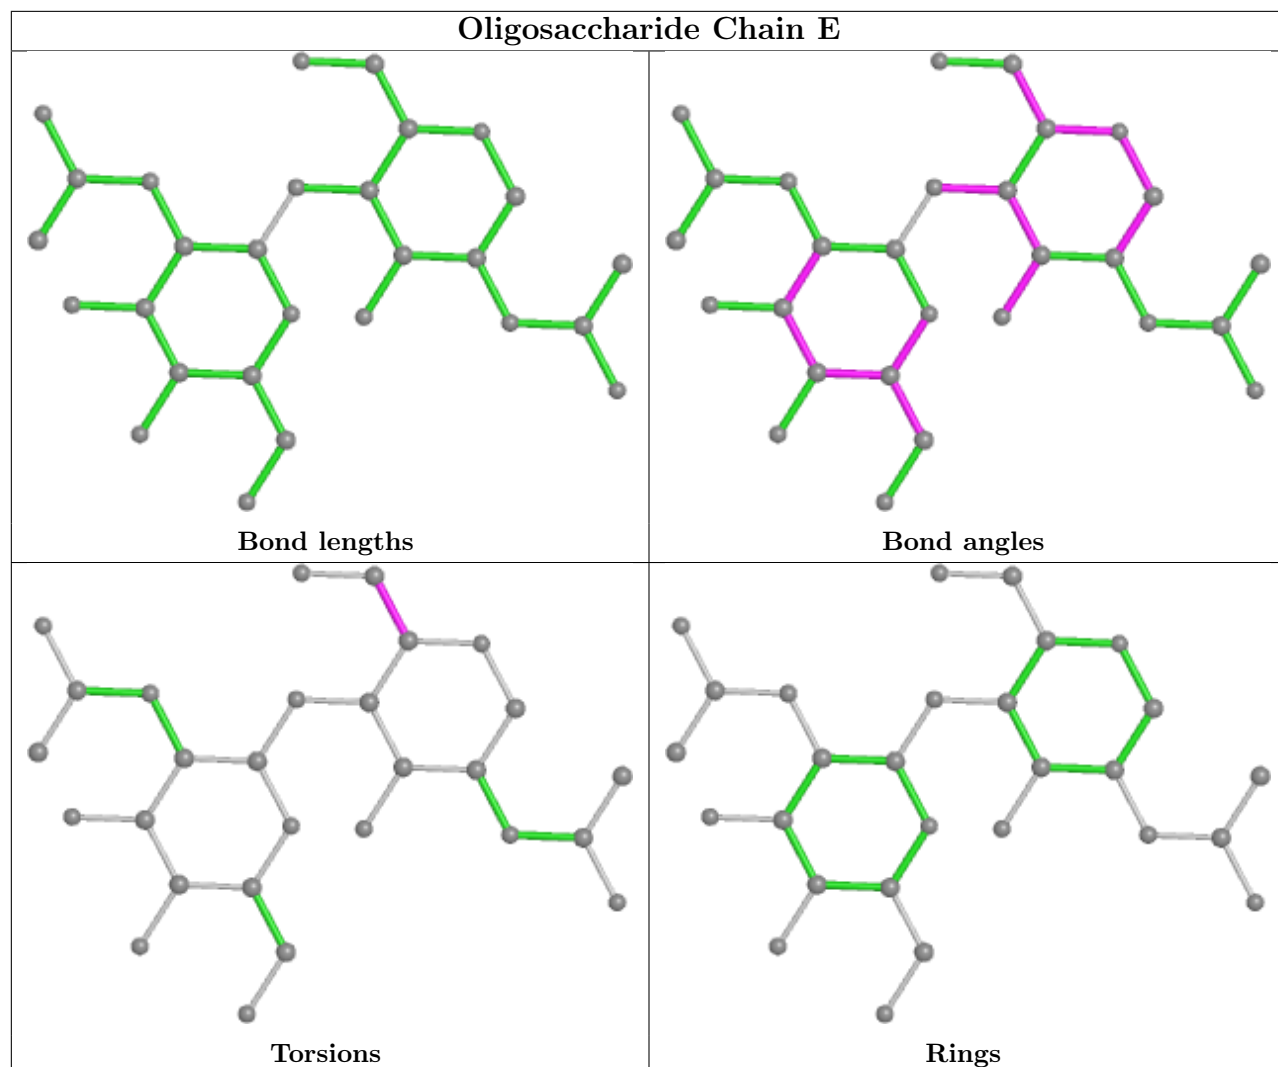 Oligosaccharide Chain E
Bond lengths
Bond angles
Torsions
Rings